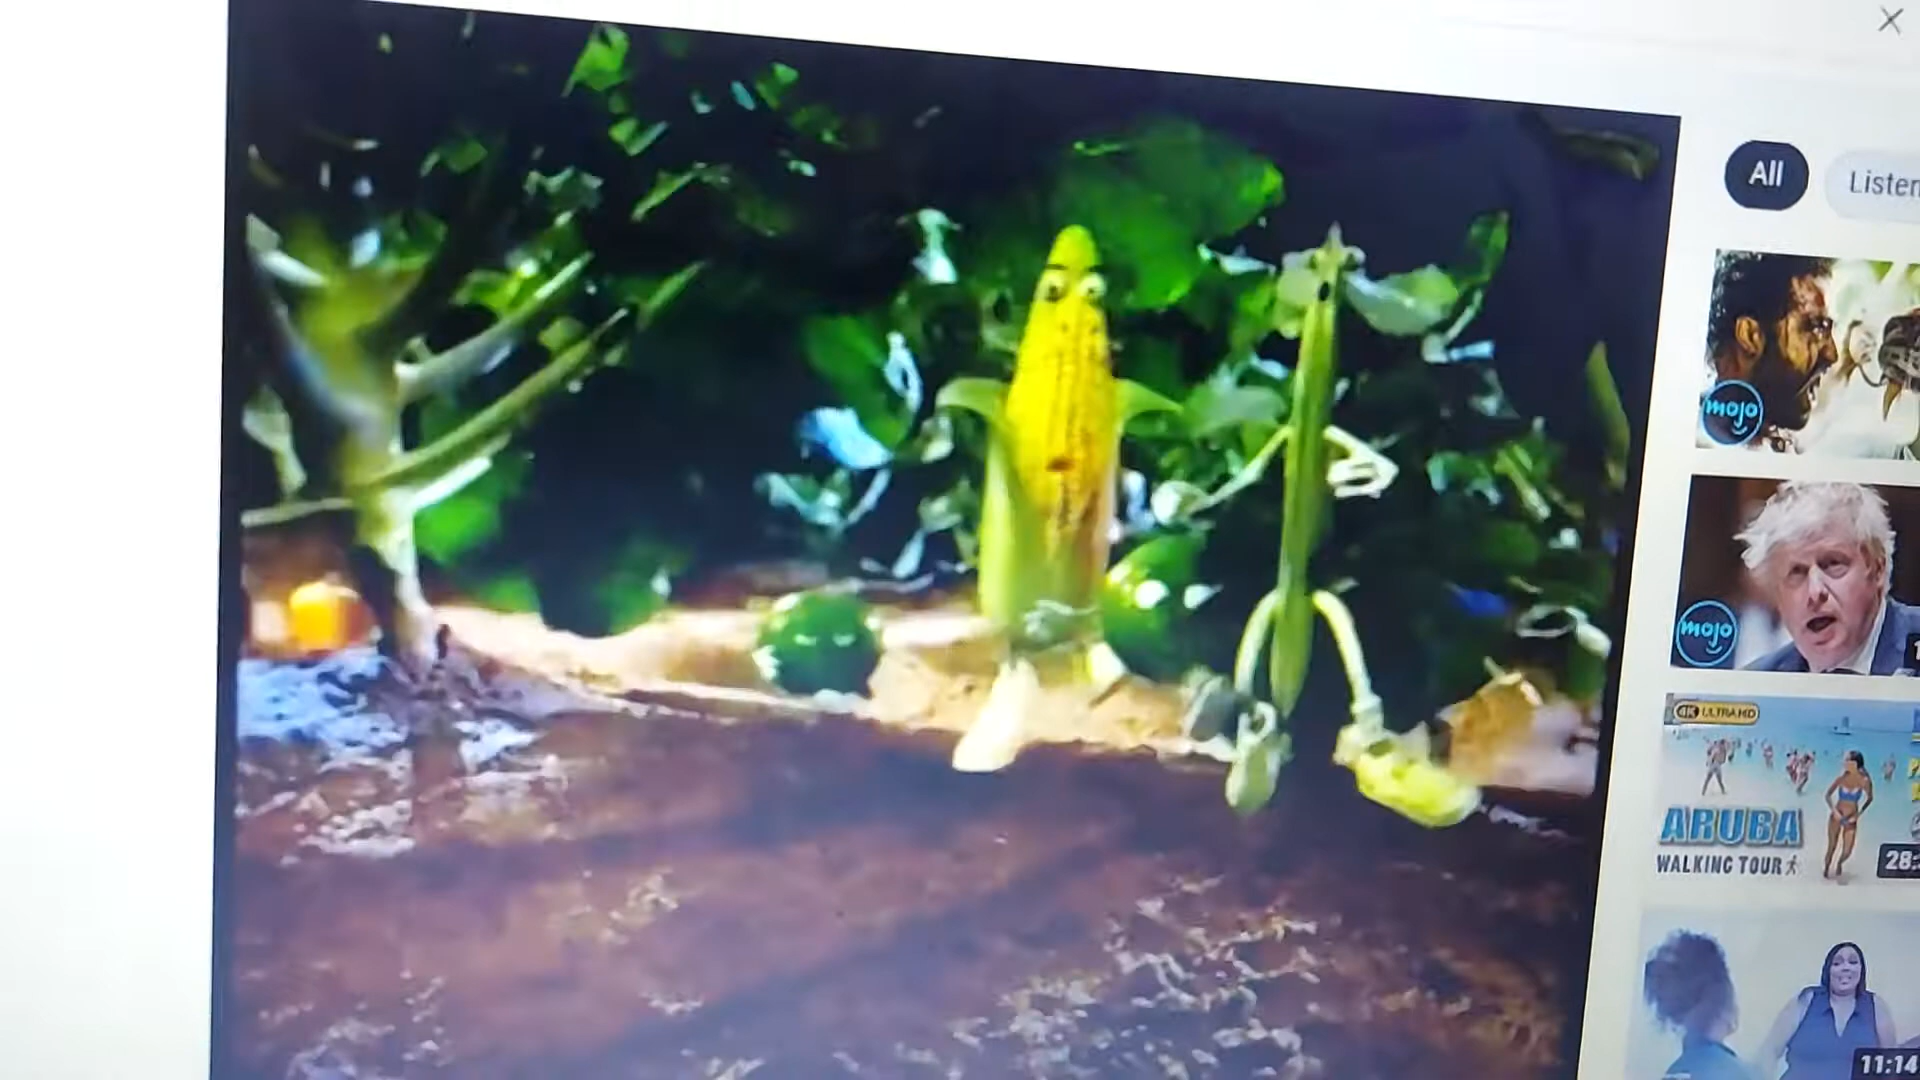 All
Listen
mojo
mojo
4K ULTRA HD
ARUBA
WALKING TOUR
28:
11:14